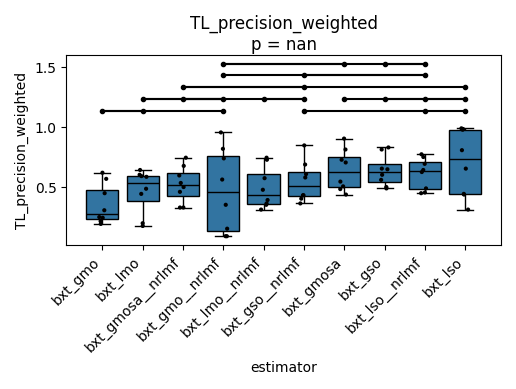 TL_precision_weighted
p = nan
1.5
1.0
0.5
TL_precision_weighted
bxt_gmo
bxt_lmo
bxt_gmosa__nrlmf
bxt_gmo__nrlmf
bxt_lmo__nrlmf
bxt_gso__nrlmf
bxt_gmosa
bxt_gso
bxt_lso__nrlmf
bxt_lso
estimator